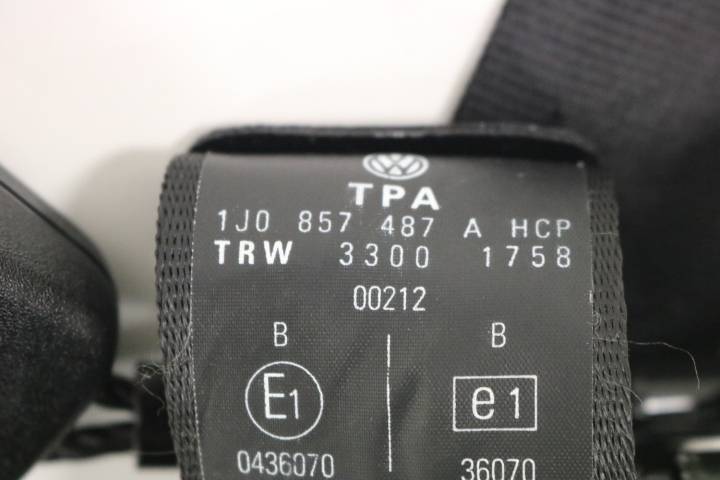 TPA
1J0 857 487 A HCP
TRW 3300 1758
00212
B B
E1 e1
0436070 36070